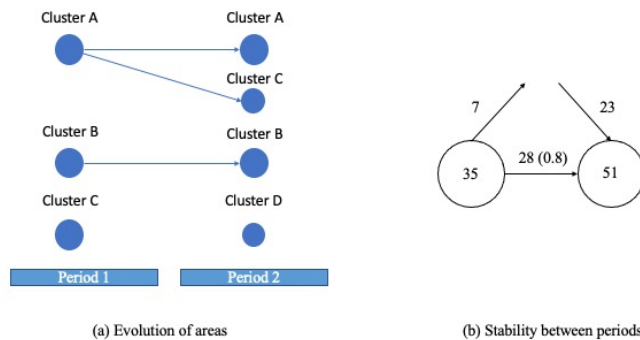 Cluster A
Cluster A
Cluster C
Cluster B
Cluster B
Cluster C
Cluster D
Period 1
Period 2
(a) Evolution of areas
7
23
35
28 (0.8)
51
(b) Stability between periods